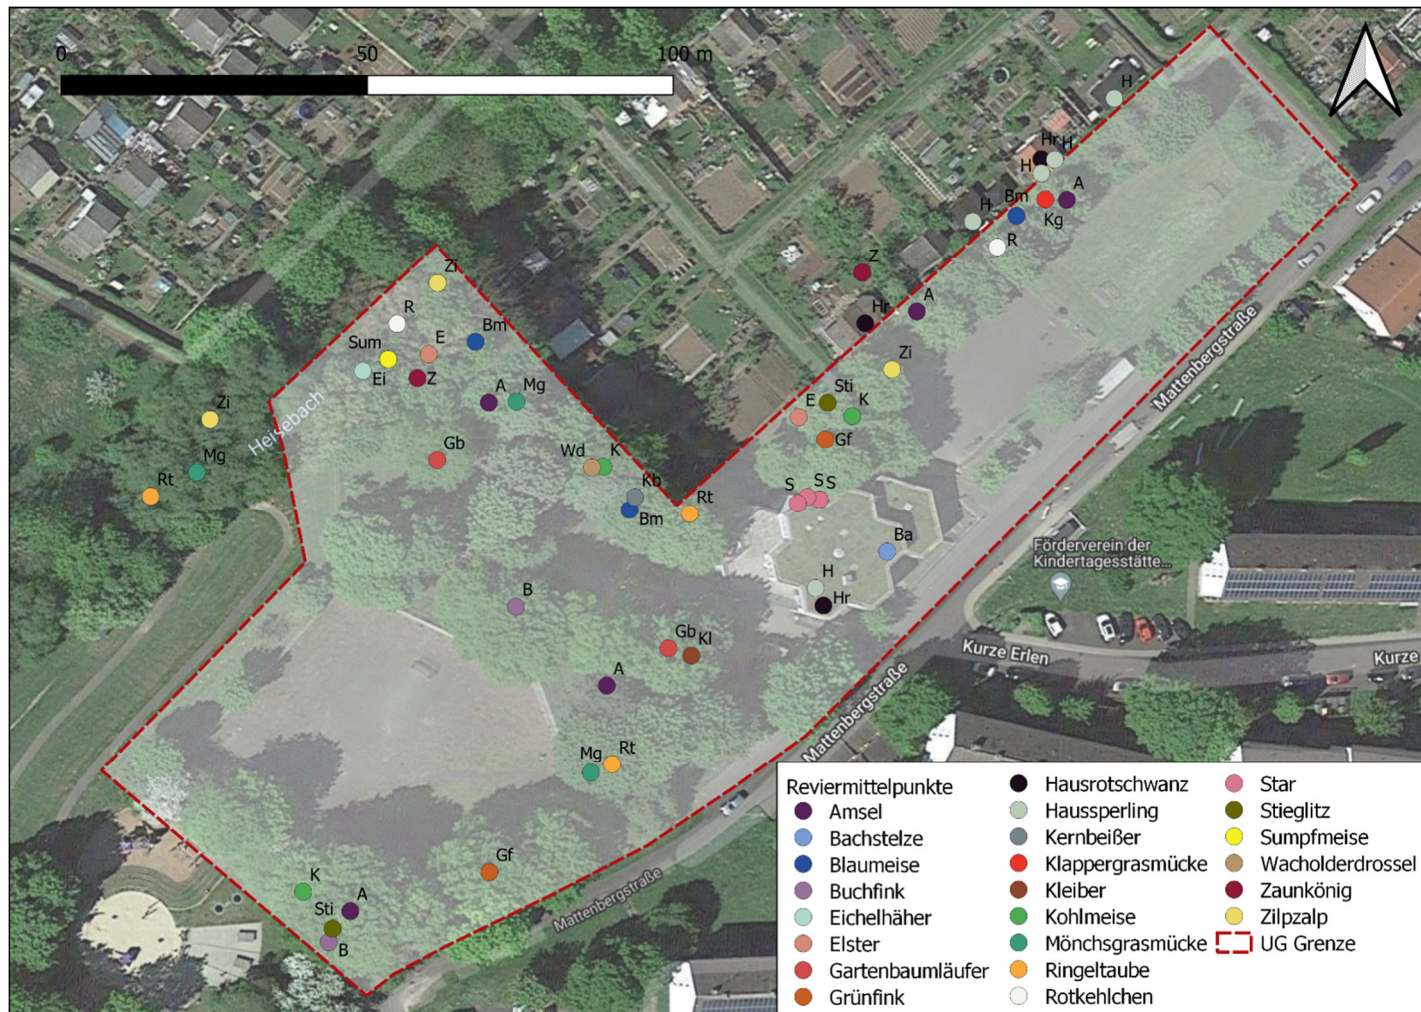 0 50 100 m
H
Hr H
H
A
Bm Kg
H
R
Z
Zi
A
Hr
R
Bm
E
Sum
Zi
Ei
Z
Sti
A Mg
E K
Zi
Heisebach
Gf
Mattenbergstraße
Gb
Wd K
Mg
S S S
Rt
Kb
Rt
Bm
Ba
Förderverein der
Kindertagesstätte...
H
B
Hr
Gb Kl
Kurze Erlen
Kurze
A
Mattenbergstraße
Mg Rt
Gf
K
A
Sti
B
Mattenbergstraße
Reviermittelpunkte
Amsel
Bachstelze
Blaumeise
Buchfink
Eichelhäher
Elster
Gartenbaumläufer
Grünfink
Hausrotschwanz
Haussperling
Kernbeißer
Klappergrasmücke
Kleiber
Kohlmeise
Mönchsgrasmücke
Ringeltaube
Rotkehlchen
Star
Stieglitz
Sumpfmeise
Wacholderdrossel
Zaunkönig
Zilpzalp
UG Grenze